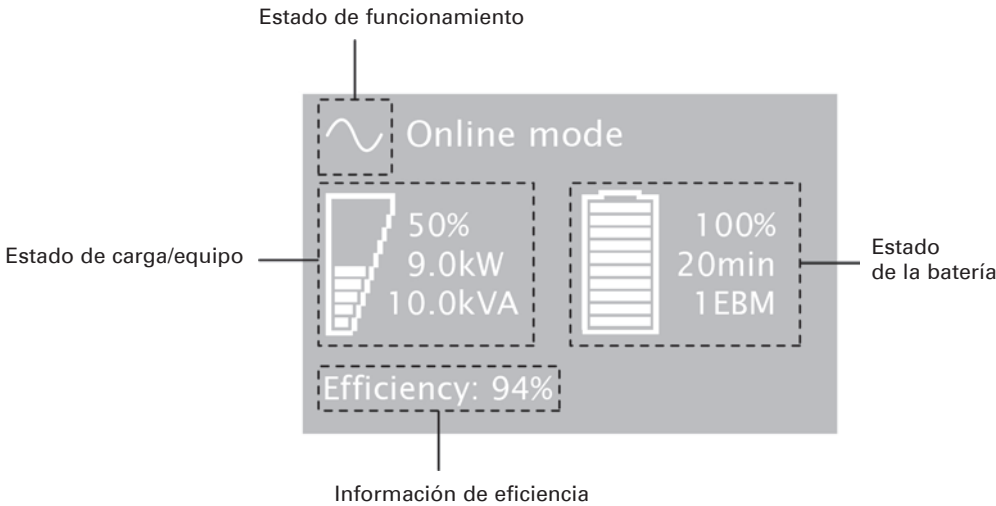 Estado de funcionamiento
Online mode
50%
9.0kW
10.0kVA
100%
20min
1EBM
Estado de carga/equipo
Estado
de la batería
Efficiency: 94%
Información de eficiencia